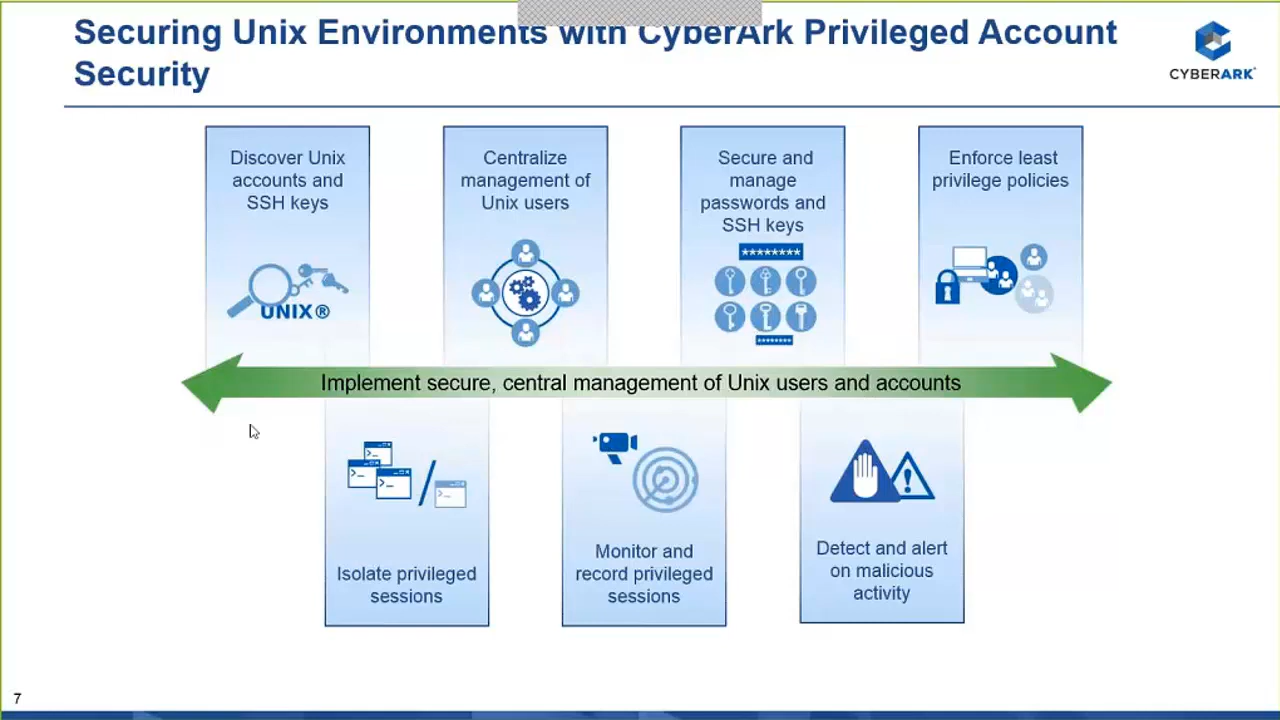 Securing Unix Environments with CyberArk Privileged Account
Security
CYBERARK
Discover Unix
accounts and
SSH keys
UNIX®
Centralize
management of
Unix users
Secure and
manage
passwords and
SSH keys
********
********
Enforce least
privilege policies
Implement secure, central management of Unix users and accounts
Isolate privileged
sessions
Monitor and
record privileged
sessions
Detect and alert
on malicious
activity
7